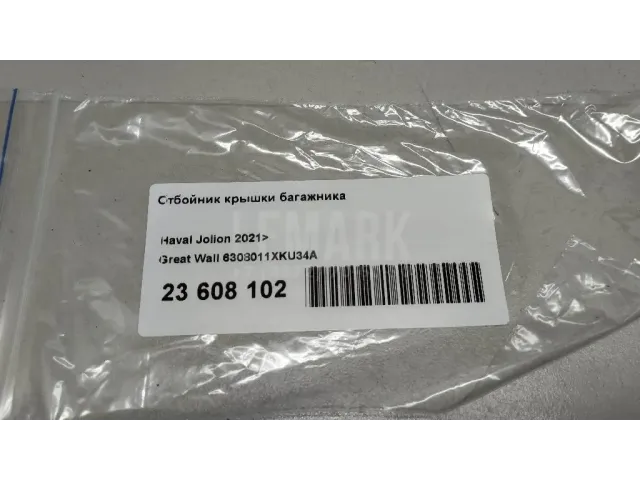 Отбойник крышки багажника
Haval Jolion 2021>
Great Wall 6308011XKU34A
23 608 102